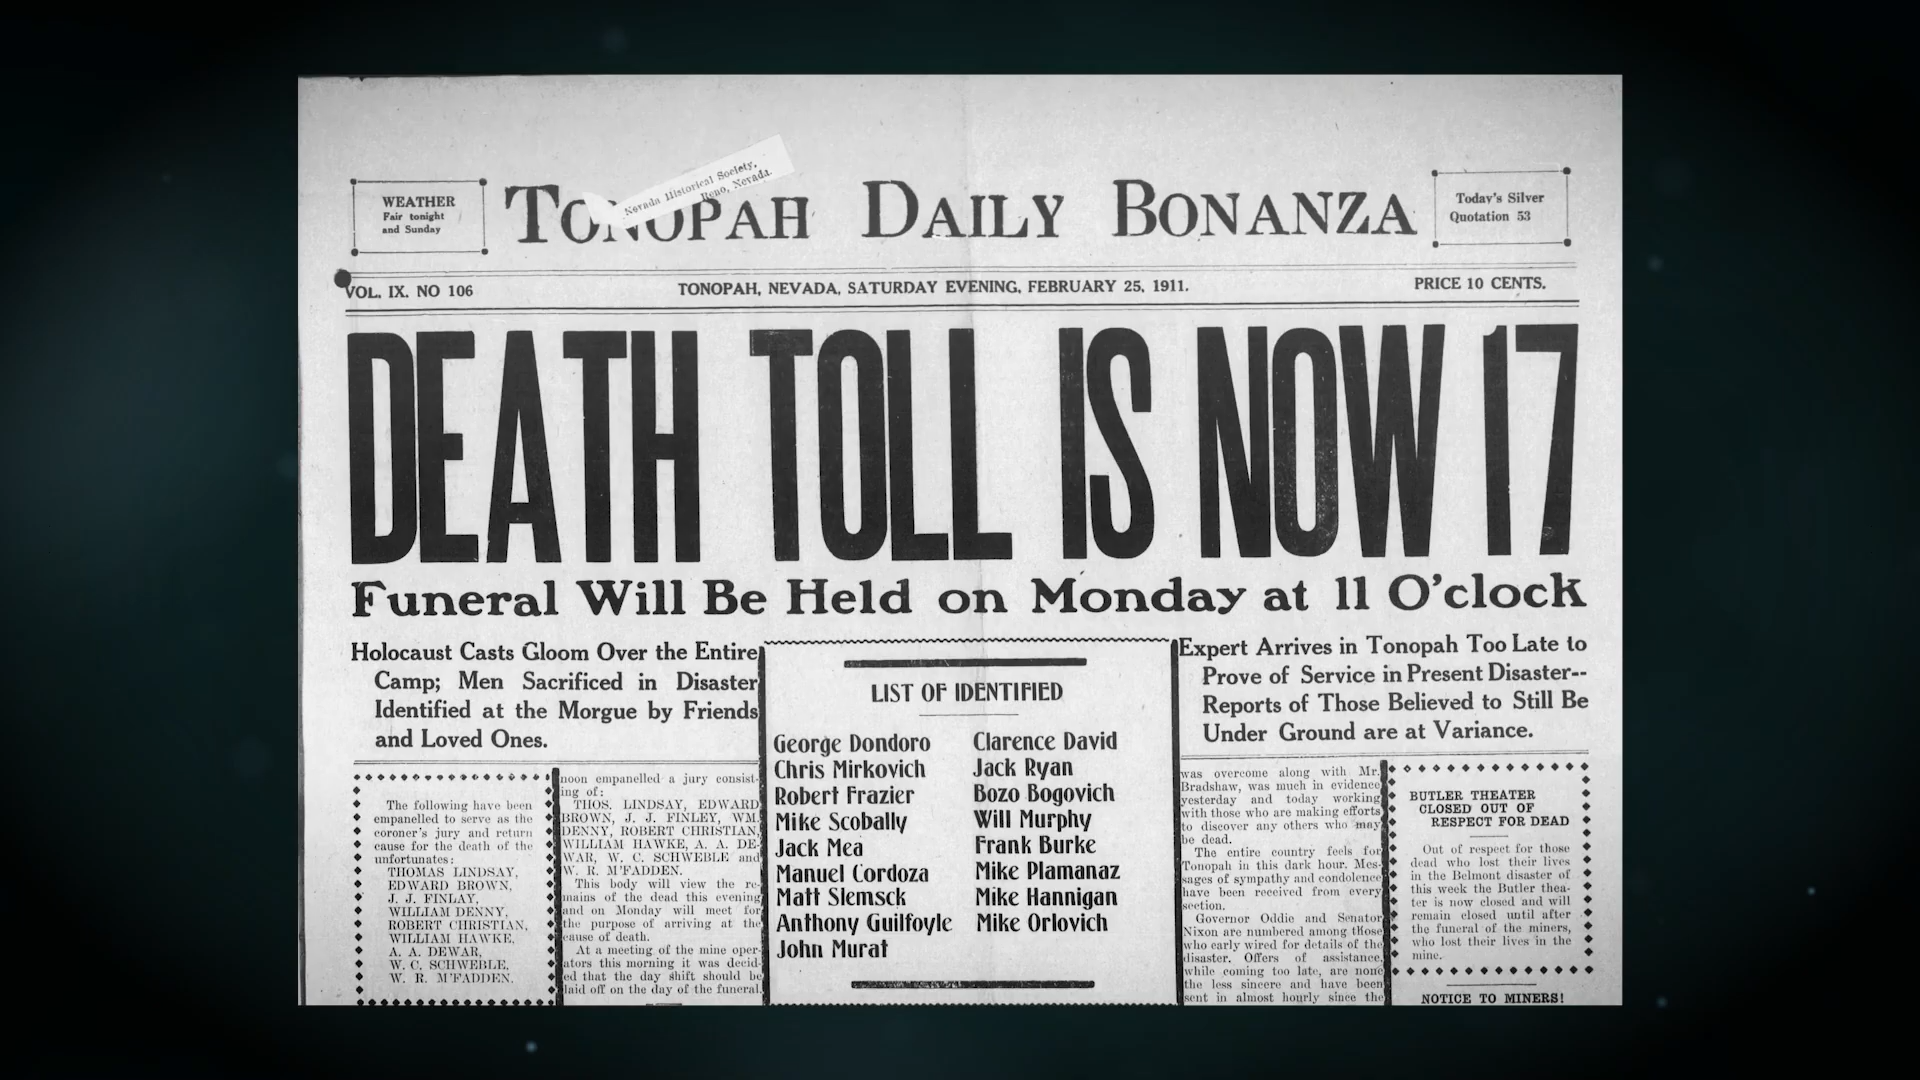 WEATHER
Fair tonight
and Sunday
Nevada Historical Society,
Reno, Nevada.
TONOPAH DAILY BONANZA
Today's Silver
Quotation 53
VOL. IX. NO 106
TONOPAH, NEVADA, SATURDAY EVENING, FEBRUARY 25, 1911.
PRICE 10 CENTS.
DEATH TOLL IS NOW 17
Funeral Will Be Held on Monday at 11 O'clock
Holocaust Casts Gloom Over the Entire
Camp; Men Sacrificed in Disaster
Identified at the Morgue by Friends
and Loved Ones.
The following have been
empanelled to serve as the
coroner's jury and return
cause for the death of the
unfortunates:
THOMAS LINDSAY,
EDWARD BROWN,
J. J. FINLAY,
WILLIAM DENNY,
ROBERT CHRISTIAN,
WILLIAM HAWKE,
A. A. DEWAR,
W. C. SCHWEBLE,
W. R. M'FADDEN.
noon empanelled a jury consist-
ing of:
THOS. LINDSAY, EDWARD
BROWN, J. J. FINLEY, WM.
DENNY, ROBERT CHRISTIAN,
WILLIAM HAWKE, A. A. DE-
WAR, W. C. SCHWEBLE and
W. R. M'FADDEN.
This body will view the re-
mains of the dead this evening
and on Monday will meet for
the purpose of arriving at the
cause of death.
At a meeting of the mine oper-
ators this morning it was decid-
ed that the day shift should be
laid off on the day of the funeral.
LIST OF IDENTIFIED
George Dondoro
Chris Mirkovich
Robert Frazier
Mike Scobally
Jack Mea
Manuel Cordoza
Matt Slemsck
Anthony Guilfoyle
John Murat
Clarence David
Jack Ryan
Bozo Bogovich
Will Murphy
Frank Burke
Mike Plamanaz
Mike Hannigan
Mike Orlovich
Expert Arrives in Tonopah Too Late to
Prove of Service in Present Disaster--
Reports of Those Believed to Still Be
Under Ground are at Variance.
was overcome along with Mr.
Bradshaw, was much in evidence
yesterday and today working
with those who are making efforts
to discover any others who may
be dead.
The entire country feels for
Tonopah in this dark hour. Mes-
sages of sympathy and condolence
have been received from every
section.
Governor Oddie and Senator
Nixon are numbered among those
who early wired for details of the
disaster. Offers of assistance,
while coming too late, are none
the less sincere and have been
sent in almost hourly since the
BUTLER THEATER
CLOSED OUT OF
RESPECT FOR DEAD
Out of respect for those
dead who lost their lives
in the Belmont disaster of
this week the Butler thea-
ter is now closed and will
remain closed until after
the funeral of the miners,
who lost their lives in the
mine.
NOTICE TO MINERS!